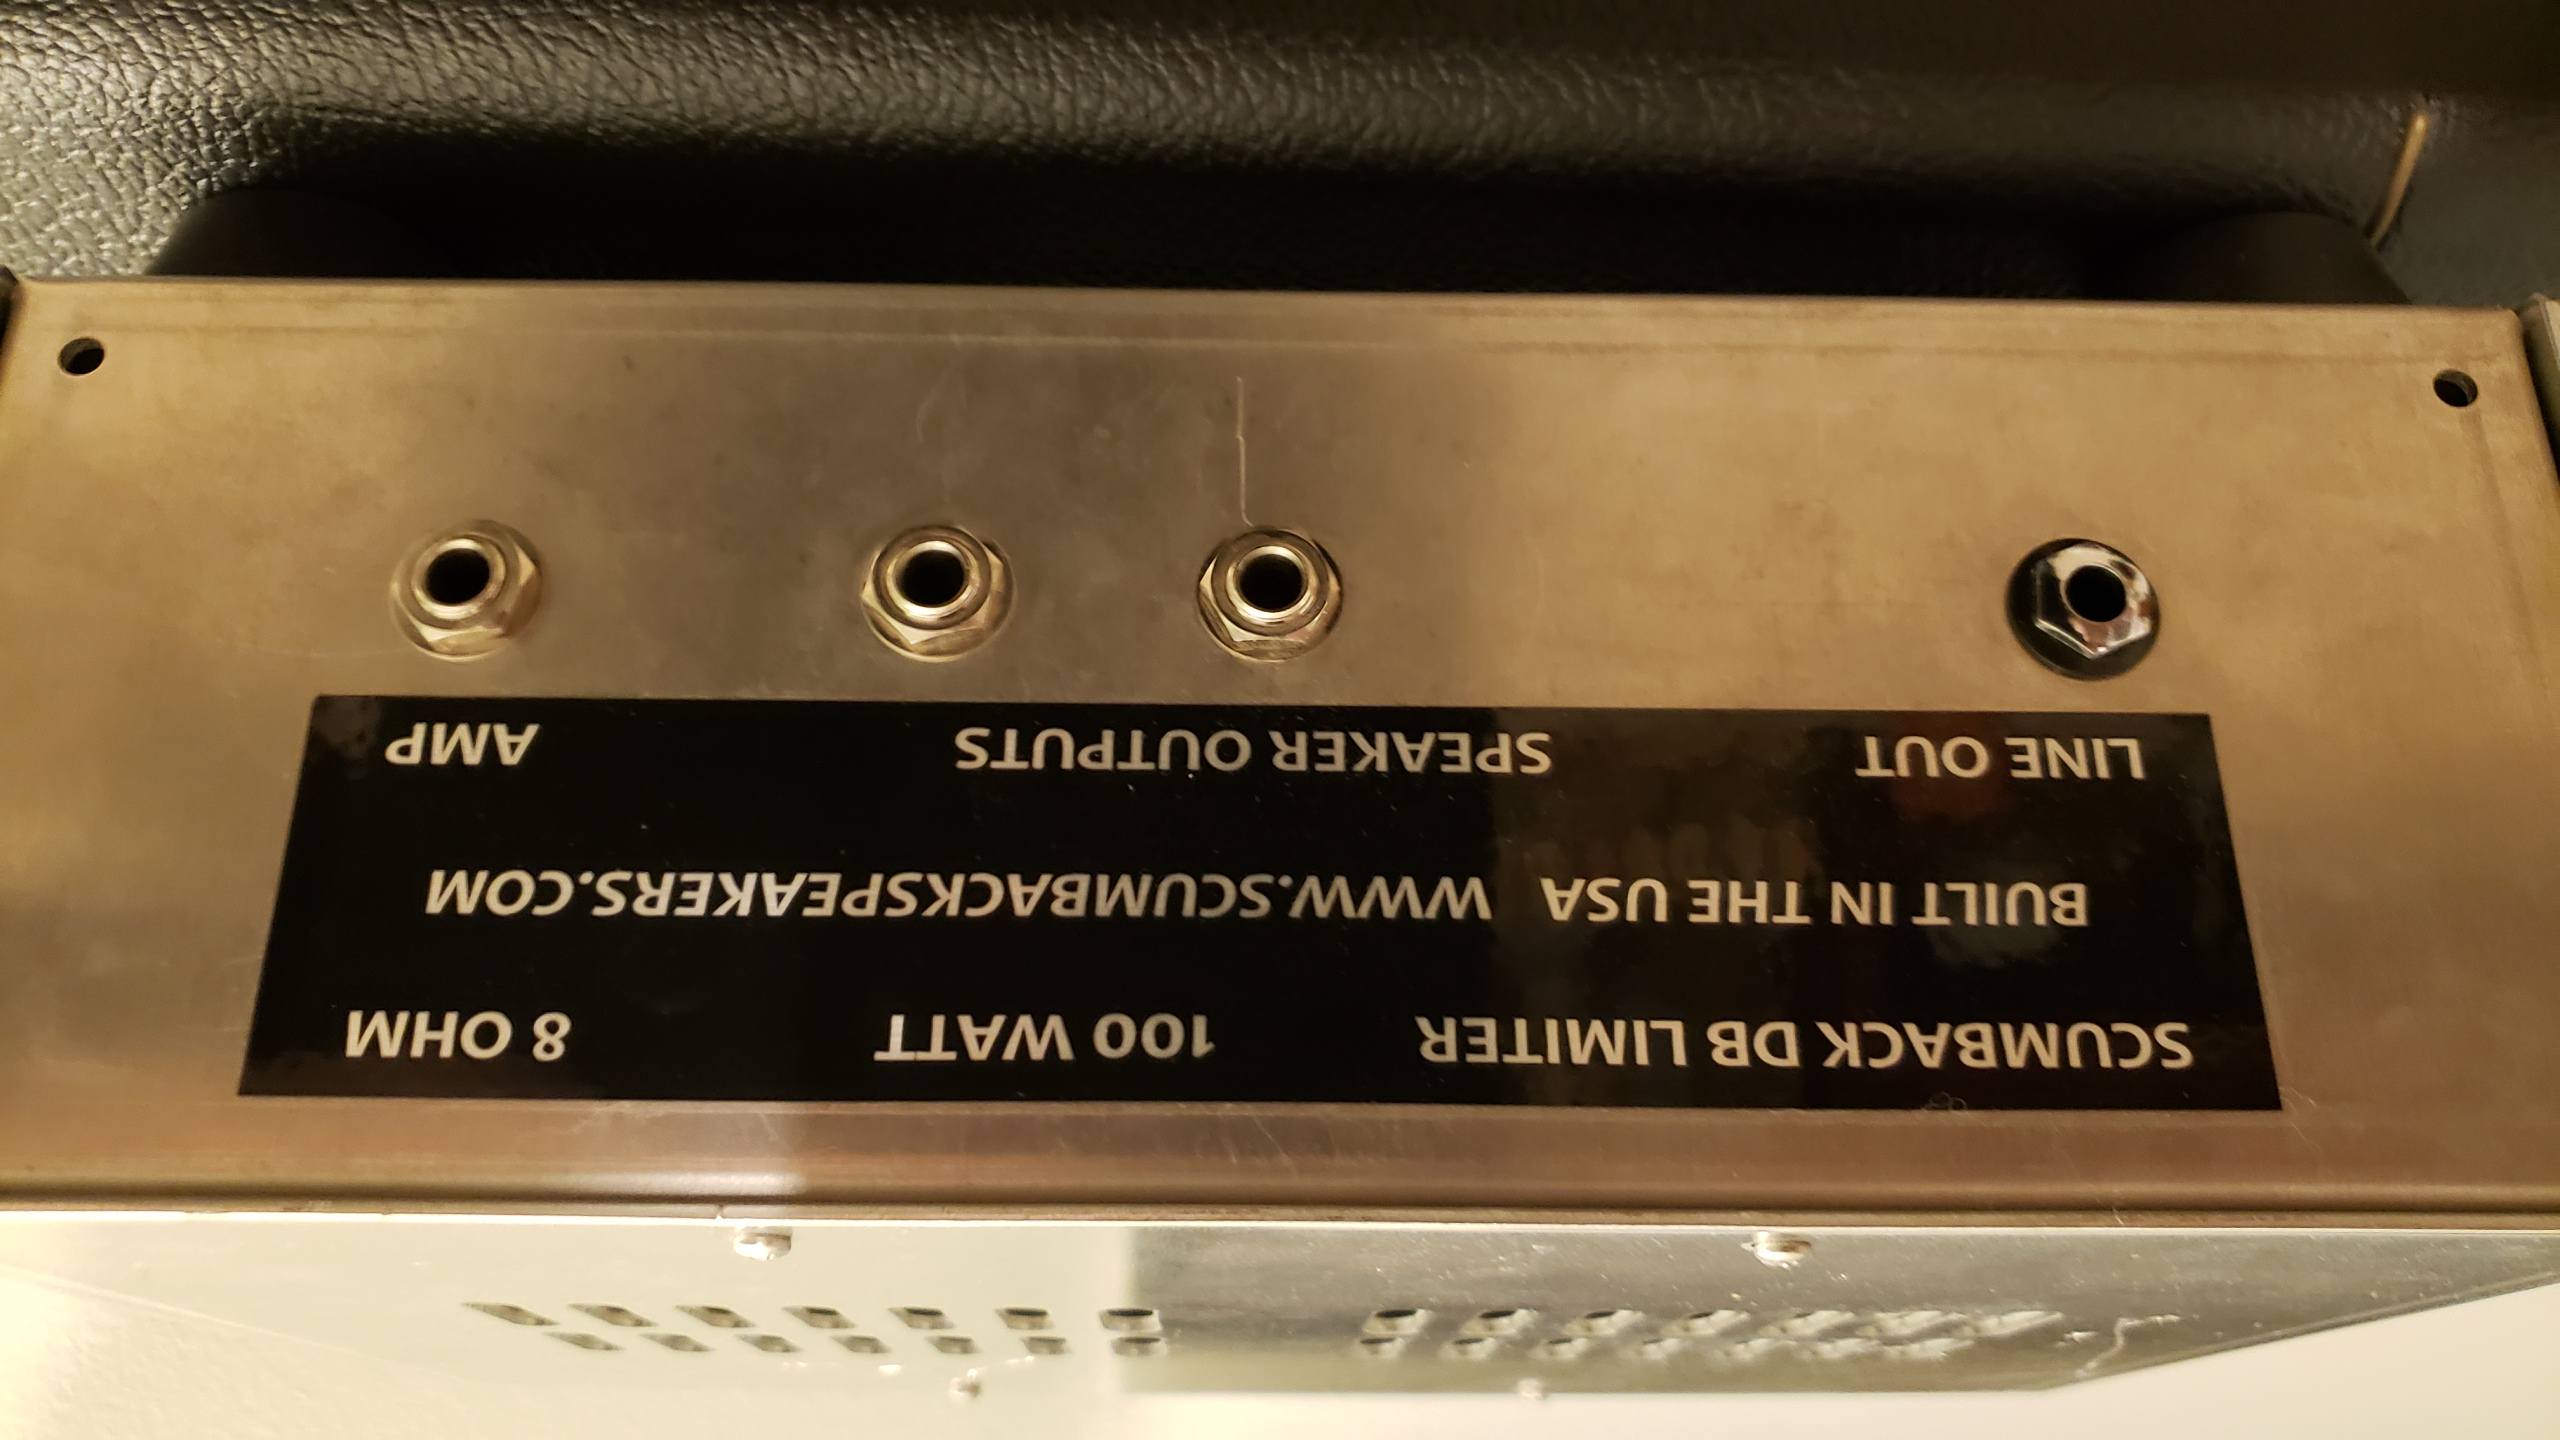 SCUMBACK DB LIMITER 100 WATT 8 OHM
BUILT IN THE USA WWW.SCUMBACKSPEAKERS.COM
LINE OUT SPEAKER OUTPUTS AMP